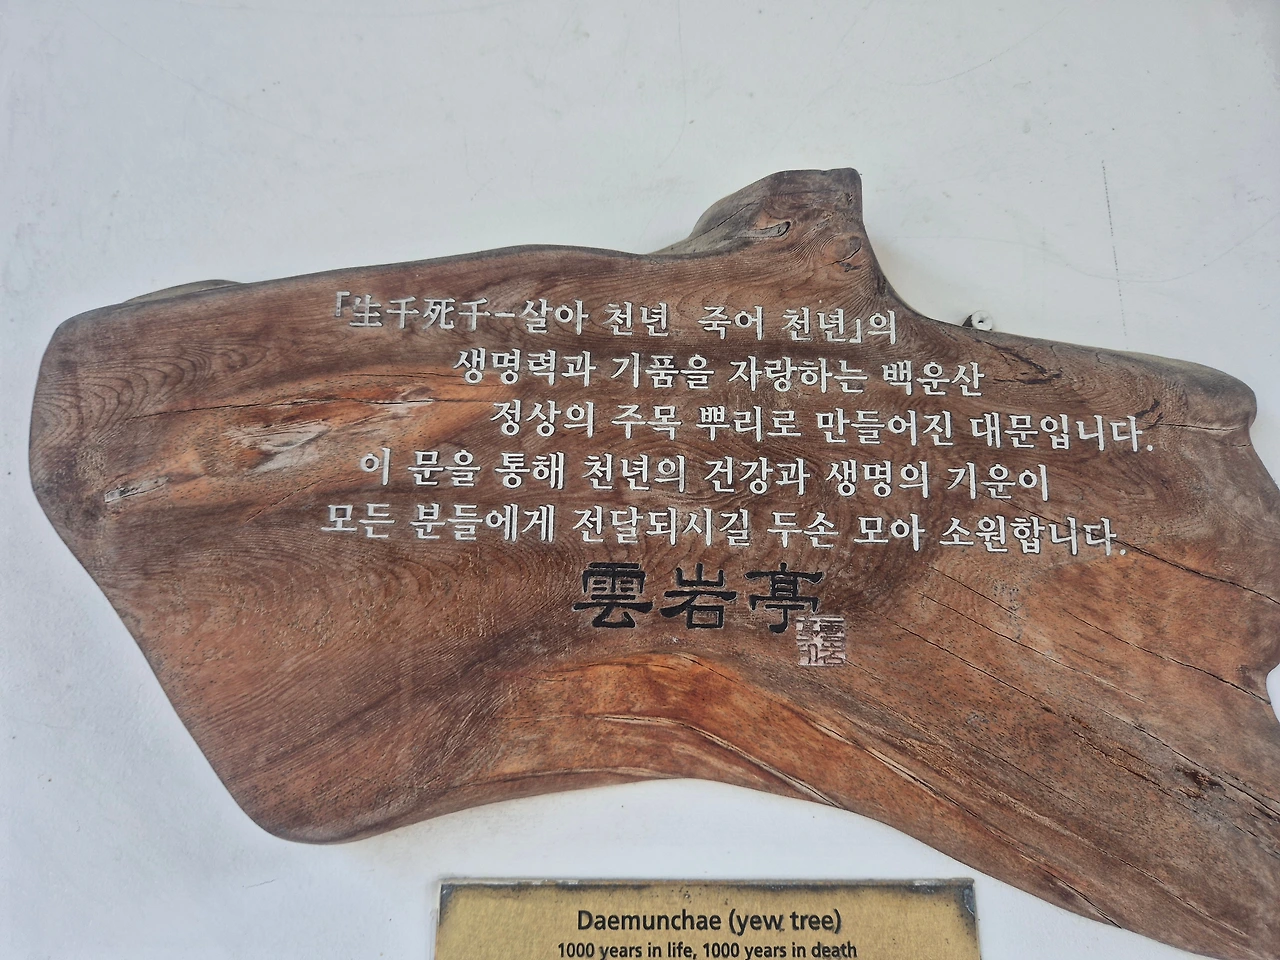 「生千死千-살아 천년 죽어 천년」의
생명력과 기품을 자랑하는 백운산
정상의 주목 뿌리로 만들어진 대문입니다.
이 문을 통해 천년의 건강과 생명의 기운이
모든 분들에게 전달되시길 두손 모아 소원합니다.
雲岩亭
Daemunchae (yew tree)
1000 years in life, 1000 years in death